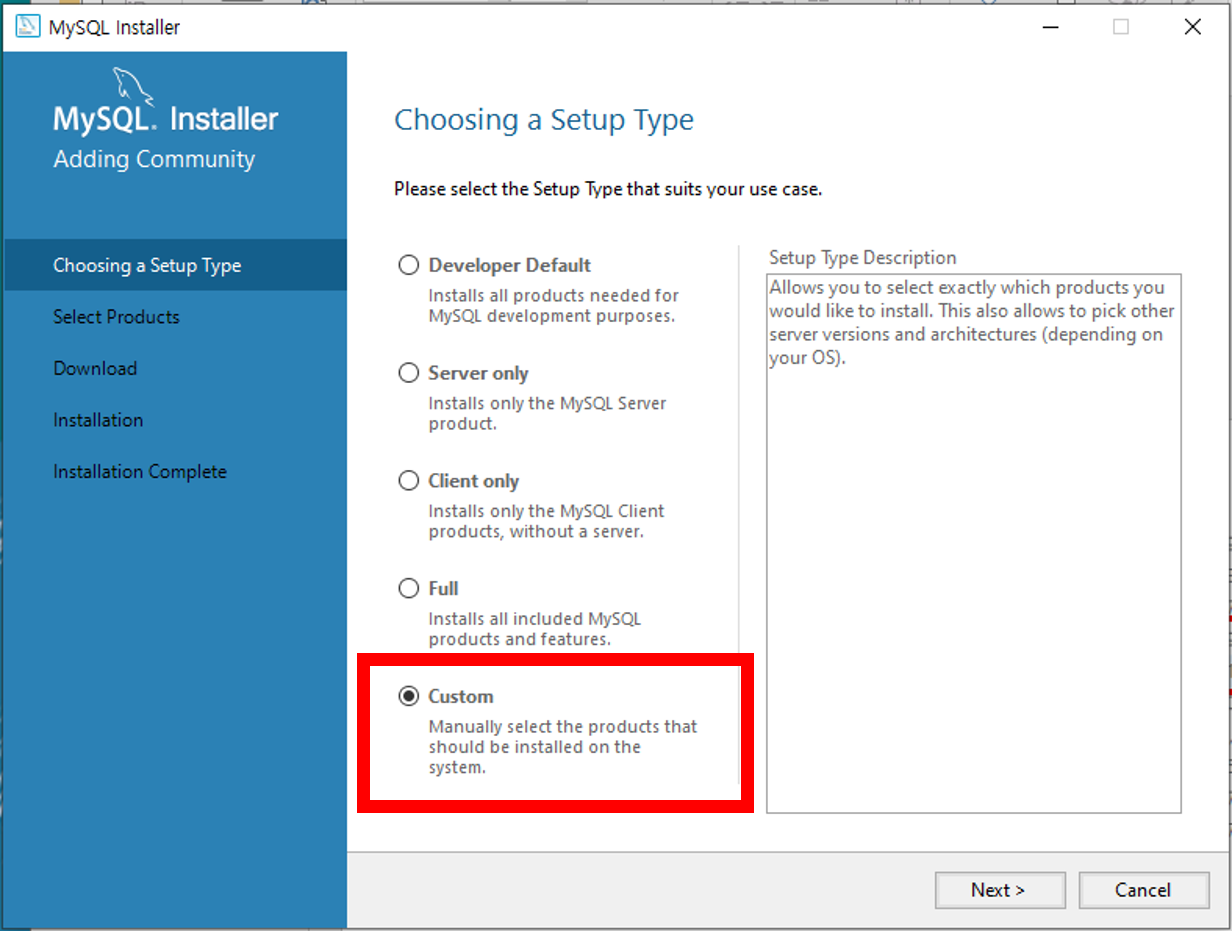 MySQL Installer
MySQL. Installer
Adding Community
Choosing a Setup Type
Select Products
Download
Installation
Installation Complete
Choosing a Setup Type
Please select the Setup Type that suits your use case.
Developer Default
Installs all products needed for
MySQL development purposes.
Server only
Installs only the MySQL Server
product.
Client only
Installs only the MySQL Client
products, without a server.
Full
Installs all included MySQL
products and features.
Custom
Manually select the products that
should be installed on the
system.
Setup Type Description
Allows you to select exactly which products you
would like to install. This also allows to pick other
server versions and architectures (depending on
your OS).
Next >
Cancel